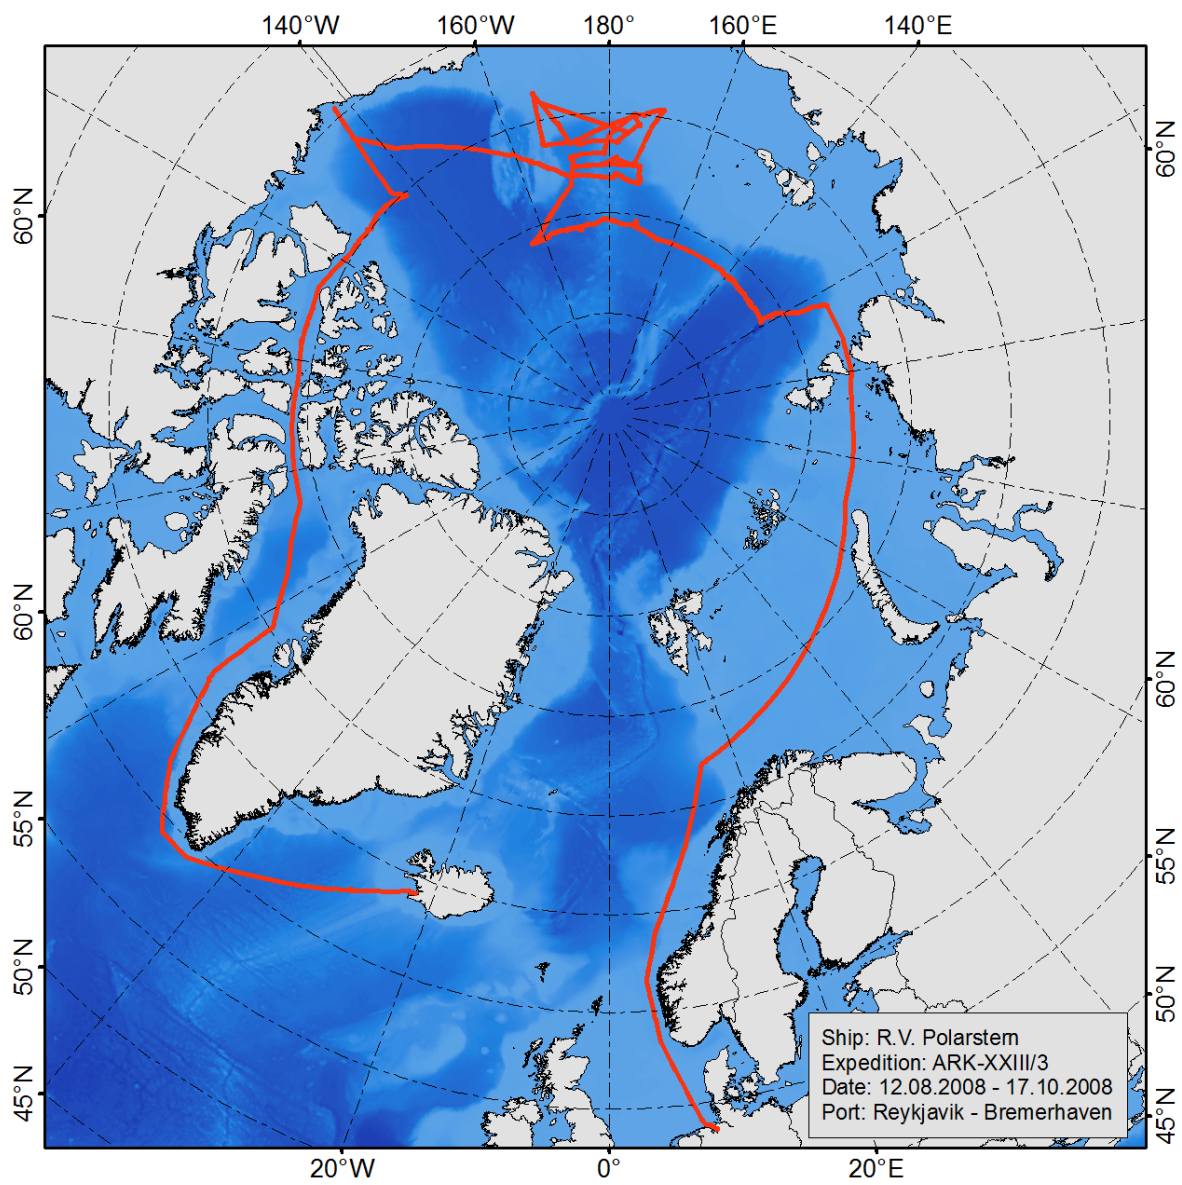 140°W 160°W 180° 160°E 140°E
60°N
60°N
60°N
60°N
55°N
55°N
50°N
50°N
45°N
45°N
Ship: R.V. Polarstern
Expedition: ARK-XXIII/3
Date: 12.08.2008 - 17.10.2008
Port: Reykjavik - Bremerhaven
20°W 0° 20°E